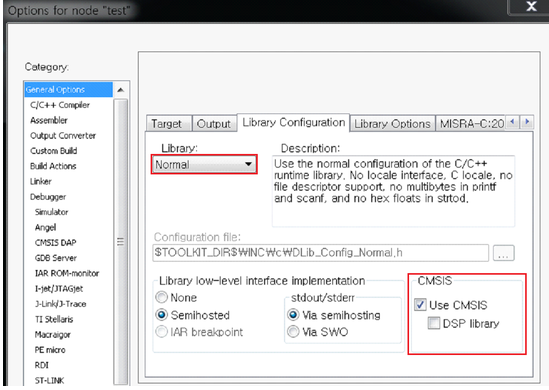 Options for node "test"
X
Category:
General Options
C/C++ Compiler
Assembler
Output Converter
Custom Build
Build Actions
Linker
Debugger
Simulator
Angel
CMSIS DAP
GDB Server
IAR ROM-monitor
I-jet/JTAGjet
J-Link/J-Trace
TI Stellaris
Macraigor
PE micro
RDI
ST-LINK
Target
Output
Library Configuration
Library Options
MISRA-C:20
Library:
Normal
Description:
Use the normal configuration of the C/C++
runtime library. No locale interface, C locale, no
file descriptor support, no multibytes in printf
and scanf, and no hex floats in strtod.
Configuration file:
$TOOLKIT_DIR$₩INC₩c₩DLib_Config_Normal.h
...
Library low-level interface implementation
None
Semihosted
IAR breakpoint
stdout/stderr
Via semihosting
Via SWO
CMSIS
Use CMSIS
DSP library